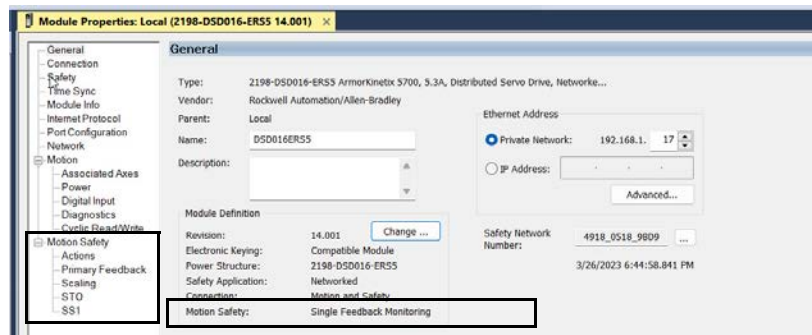 Module Properties: Local (2198-DSD016-ERS5 14.001) ×
General
Connection
Safety
Time Sync
Module Info
Internet Protocol
Port Configuration
Network
Motion
Associated Axes
Power
Digital Input
Diagnostics
Cyclic Read/Write
Motion Safety
Actions
Primary Feedback
Scaling
STO
SS1
General
Type: 2198-DSD016-ERS5 ArmorKinetix 5700, 5.3A, Distributed Servo Drive, Networke...
Vendor: Rockwell Automation/Allen-Bradley
Parent: Local
Name: DSD016ERS5
Description:
Module Definition
Revision: 14.001 Change ...
Electronic Keying: Compatible Module
Power Structure: 2198-DSD016-ERS5
Safety Application: Networked
Connection: Motion and Safety
Motion Safety: Single Feedback Monitoring
Ethernet Address
Private Network: 192.168.1. 17
IP Address: . . .
Advanced...
Safety Network Number: 4918_0518_98D9 ...
3/26/2023 6:44:58.841 PM